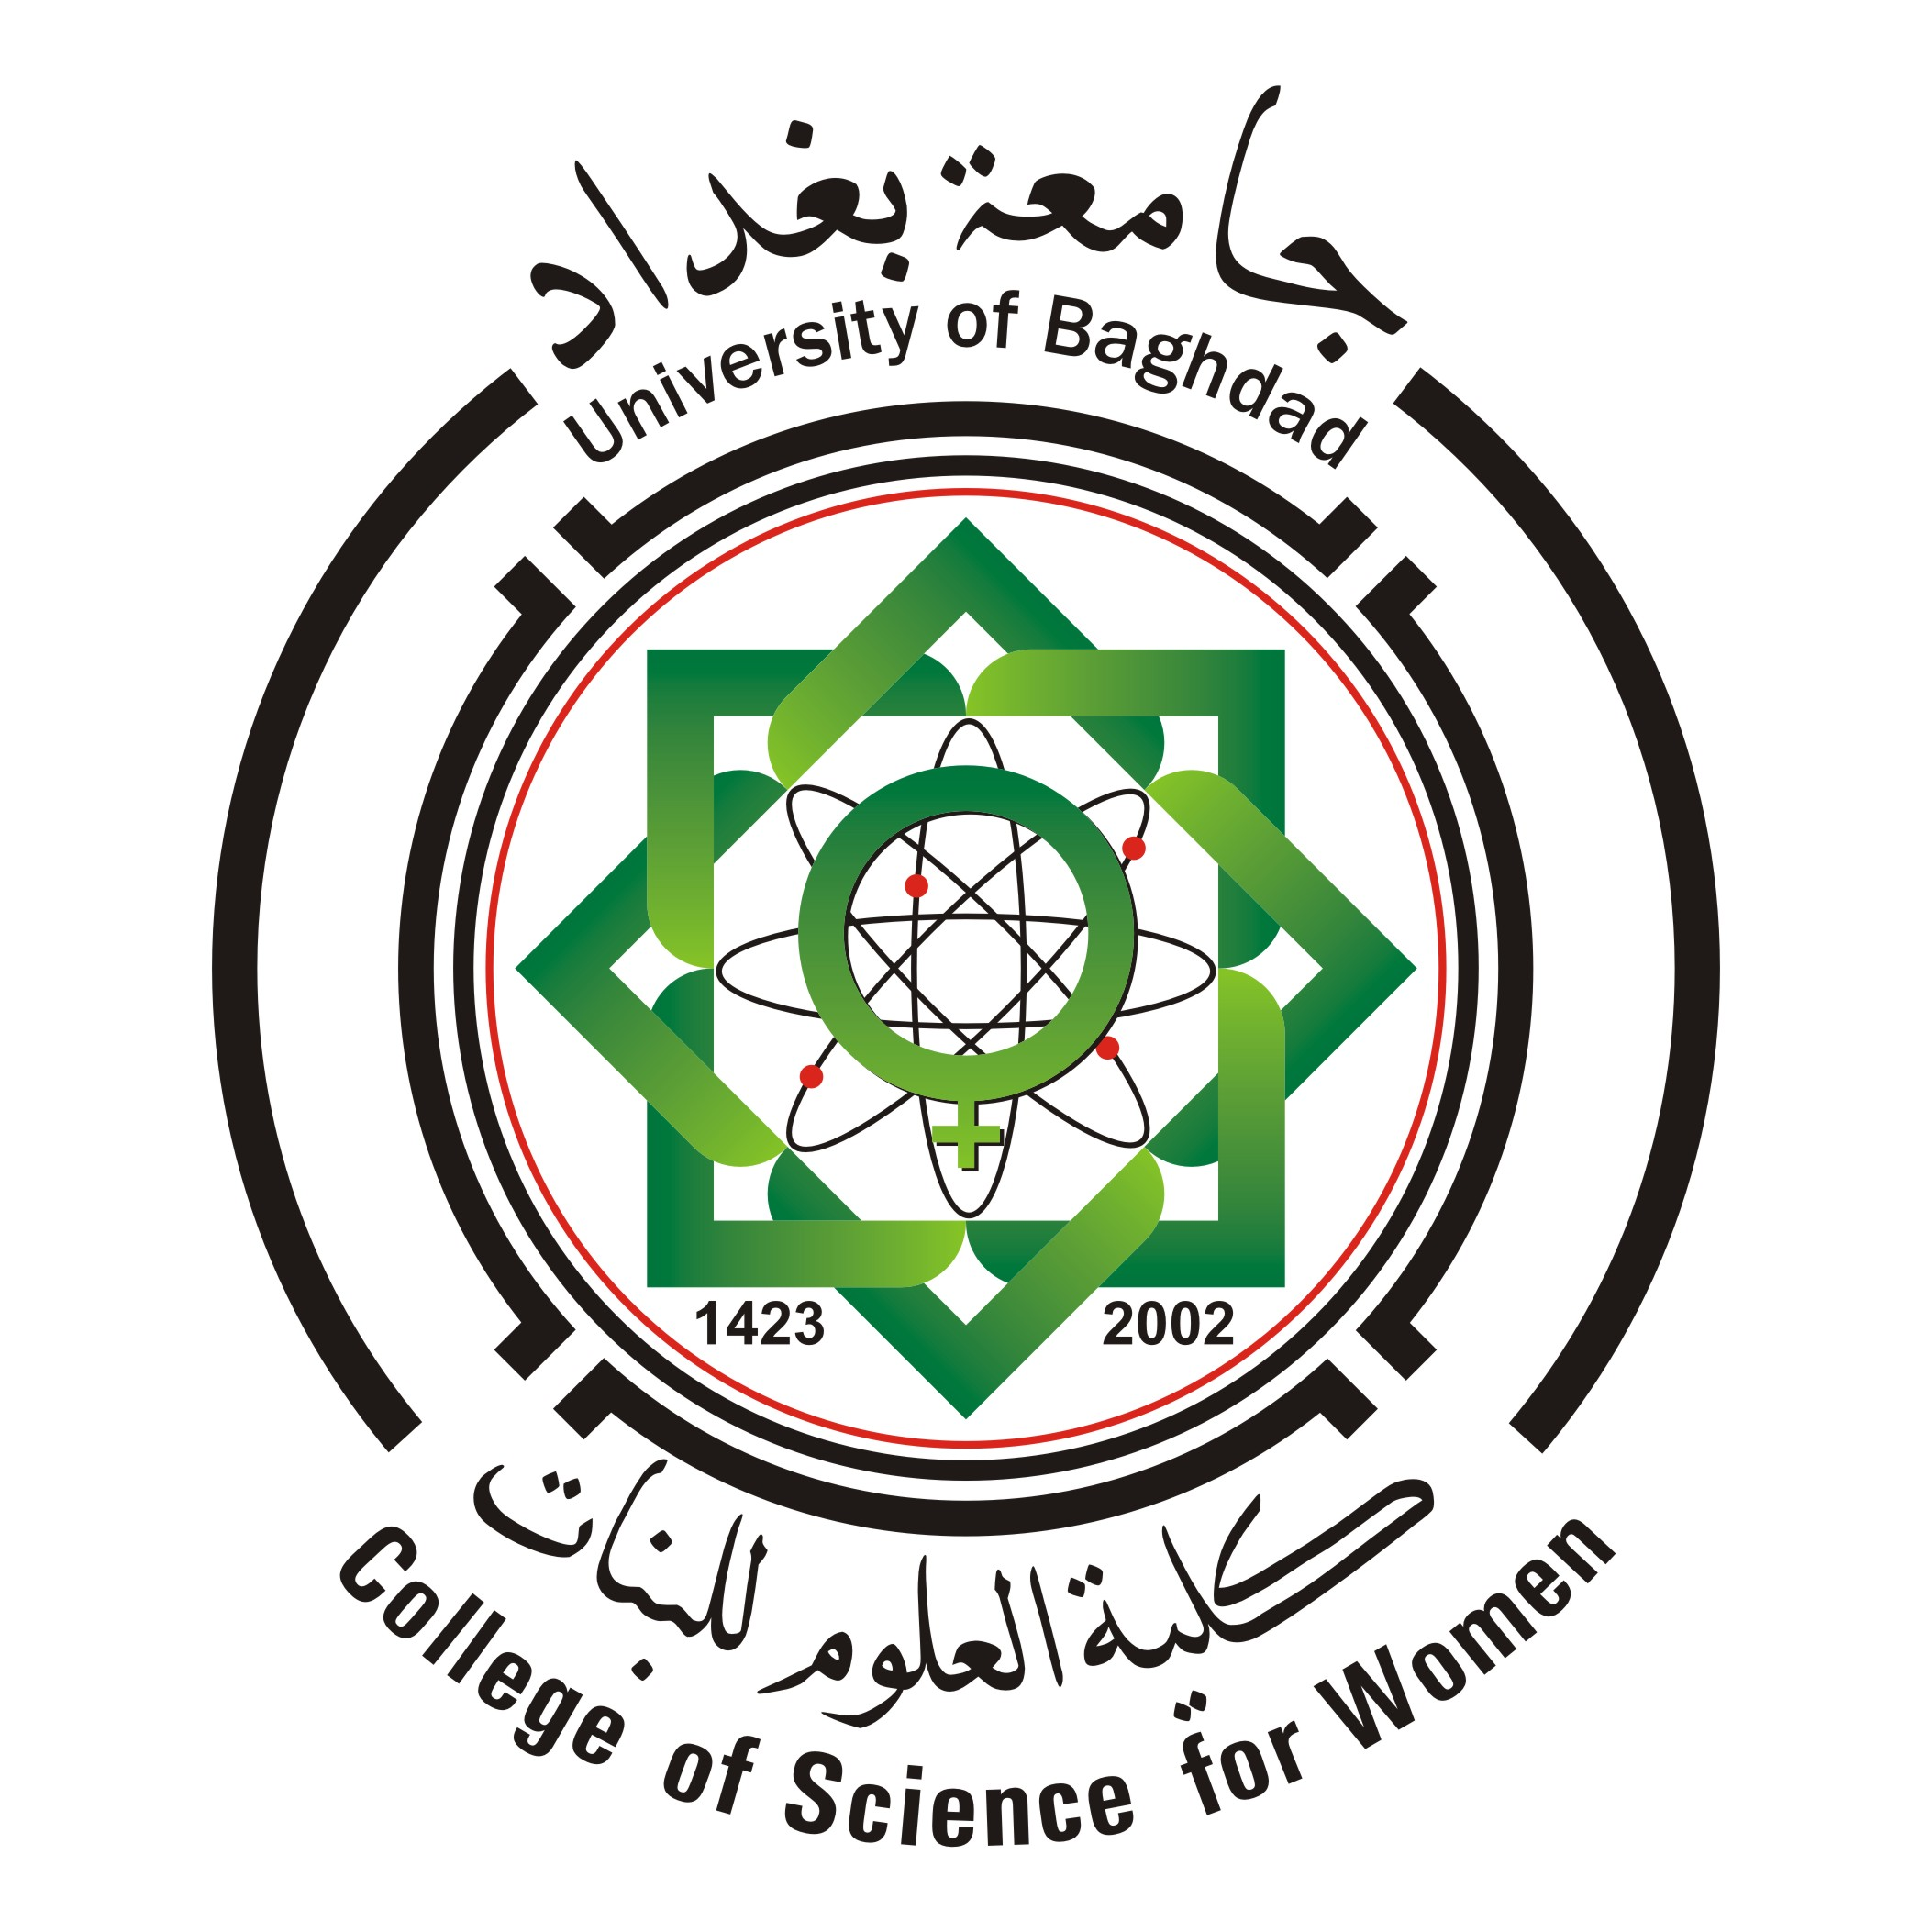 جامعة بغداد
University of Baghdad
1423 2002
كلية العلوم للبنات
College of Science for Women